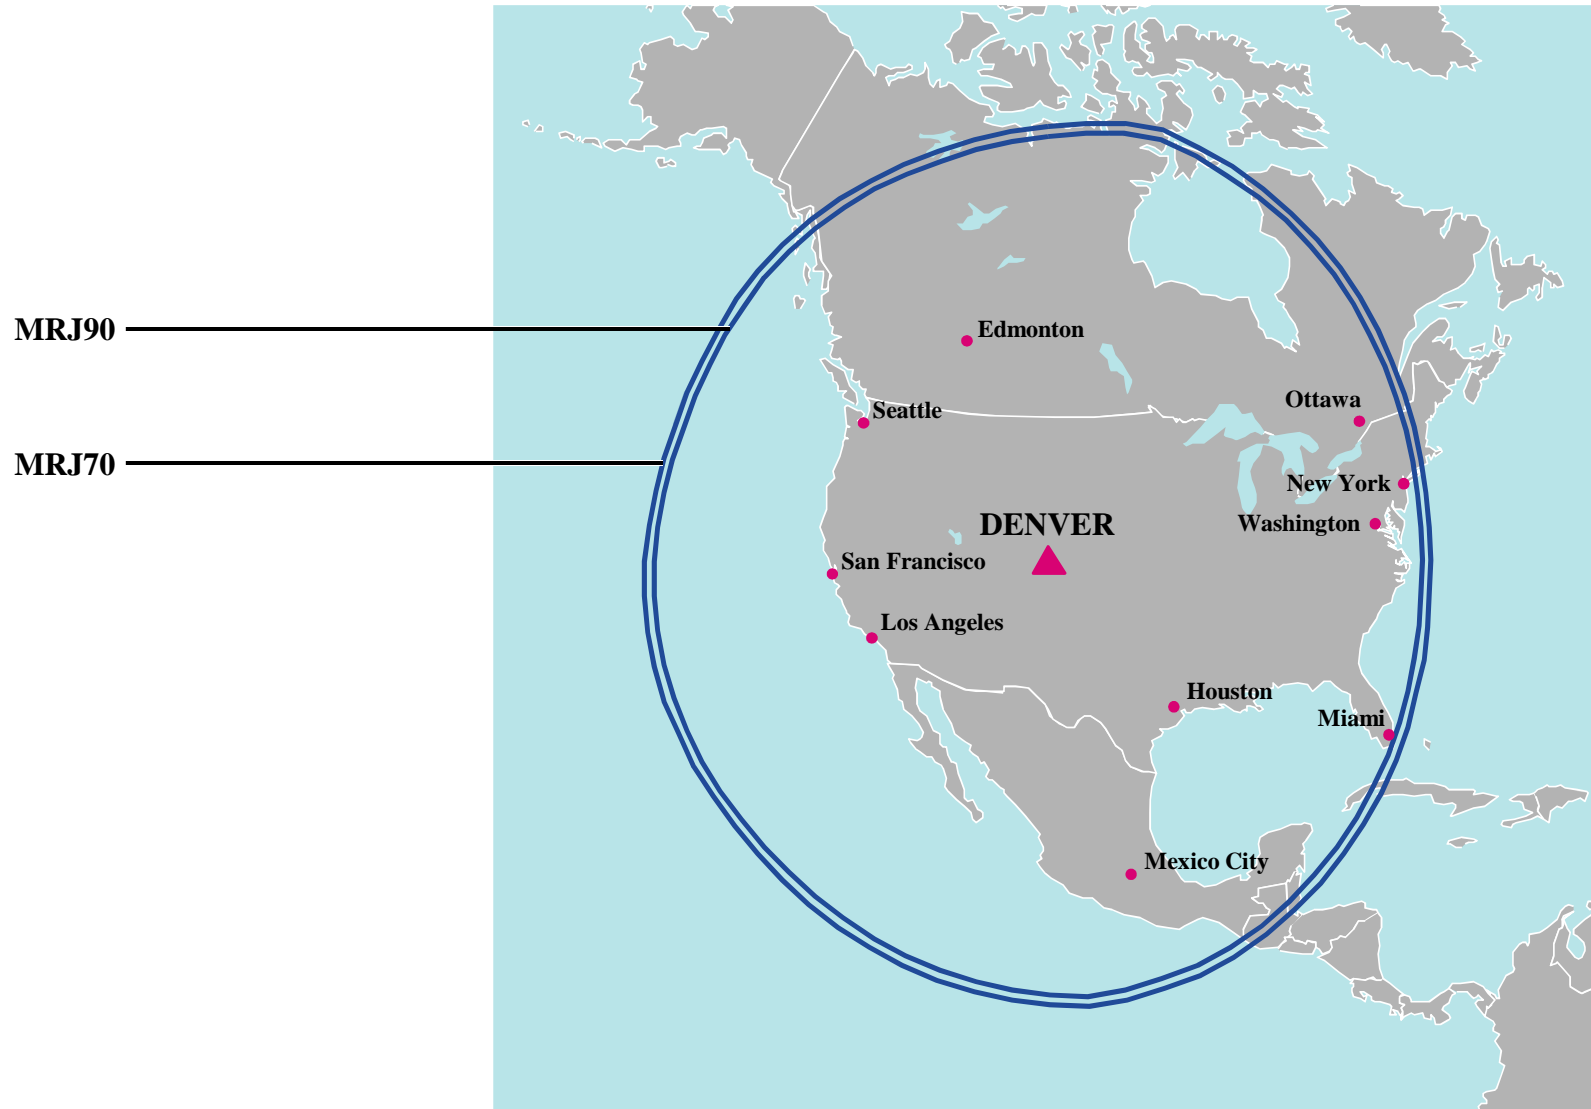 MRJ90
MRJ70
Edmonton
Seattle
Ottawa
New York
Washington
DENVER
San Francisco
Los Angeles
Houston
Miami
Mexico City